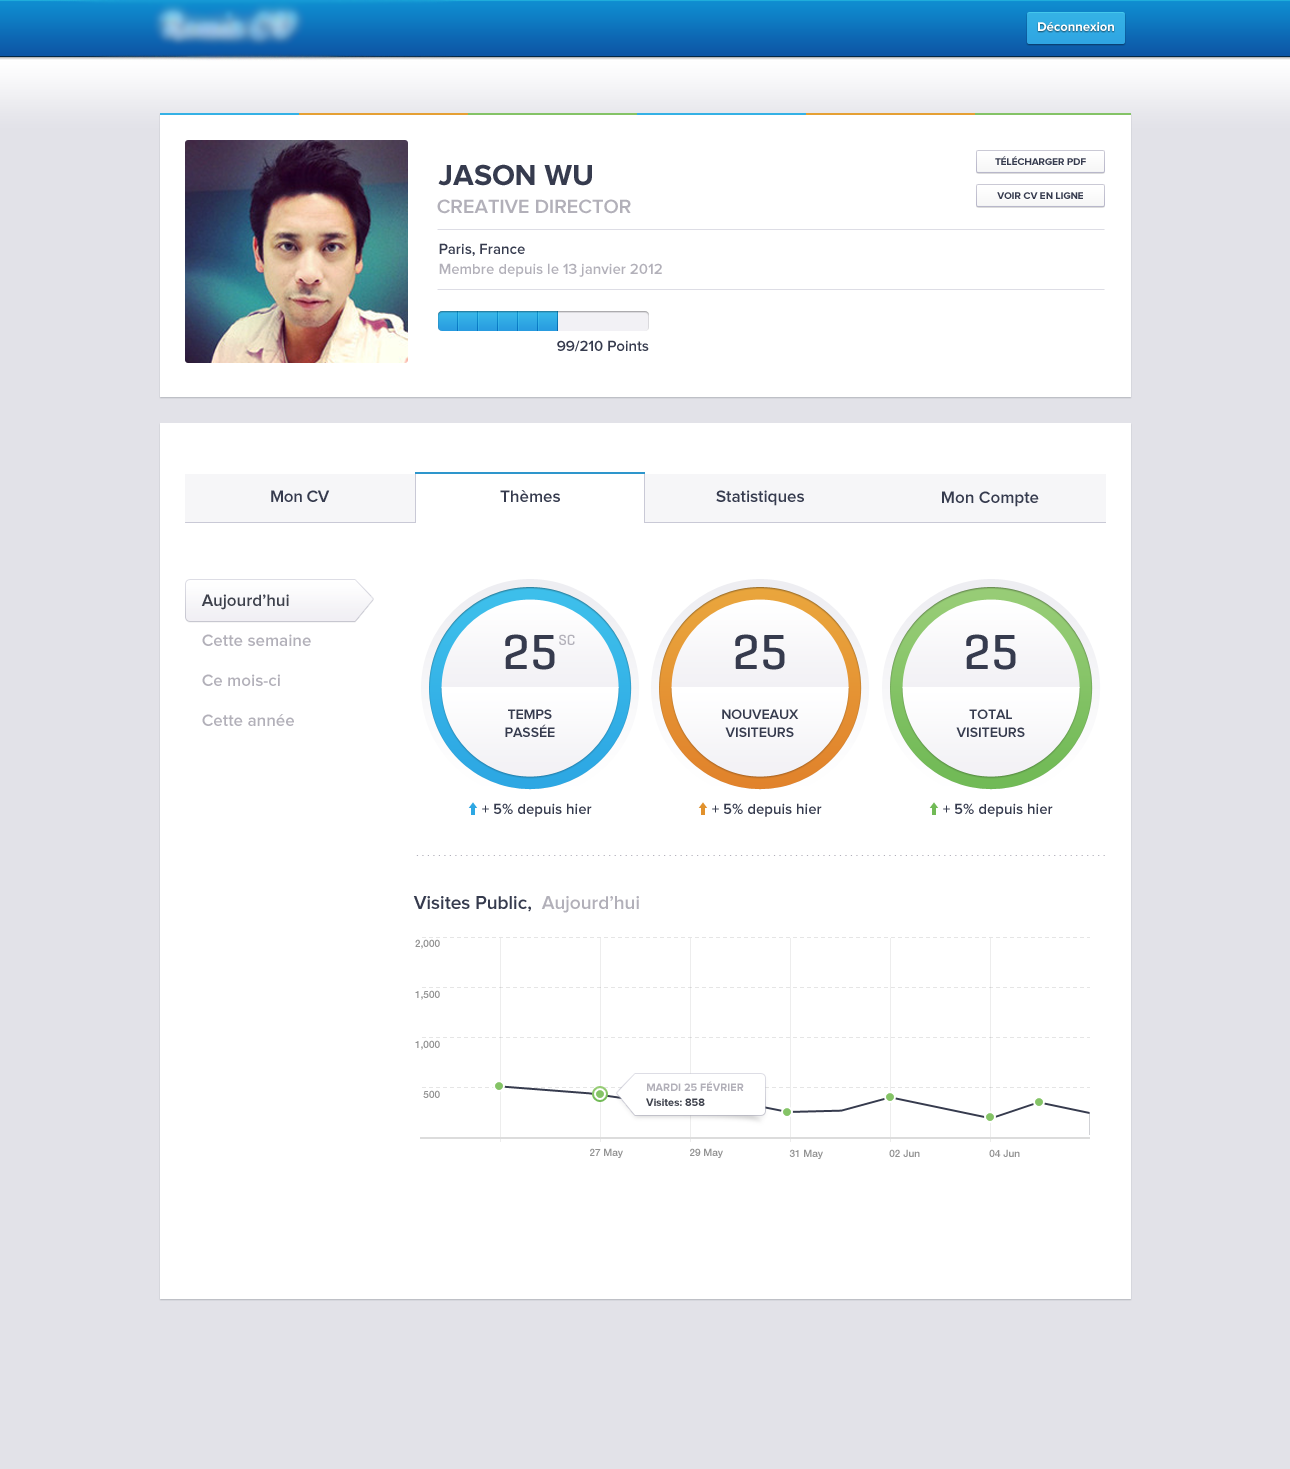 Déconnexion
JASON WU
CREATIVE DIRECTOR
TÉLÉCHARGER PDF
VOIR CV EN LIGNE
Paris, France
Membre depuis le 13 janvier 2012
99/210 Points
Mon CV
Thèmes
Statistiques
Mon Compte
Aujourd’hui
Cette semaine
Ce mois-ci
Cette année
25 SC
TEMPS
PASSÉE
+ 5% depuis hier
25
NOUVEAUX
VISITEURS
+ 5% depuis hier
25
TOTAL
VISITEURS
+ 5% depuis hier
Visites Public, Aujourd’hui
2,000
1,500
1,000
500
MARDI 25 FÉVRIER
Visites: 858
27 May
29 May
31 May
02 Jun
04 Jun